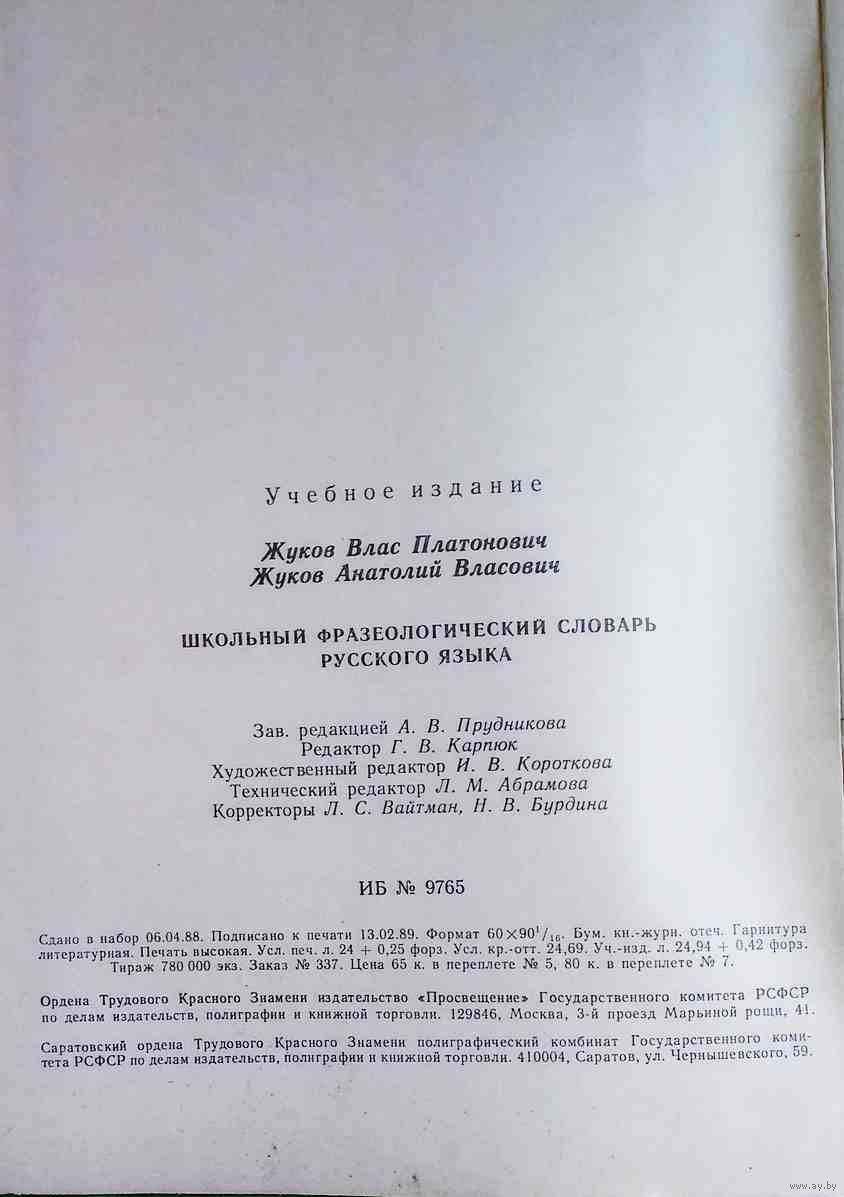 Учебное издание
Жуков Влас Платонович
Жуков Анатолий Власович
ШКОЛЬНЫЙ ФРАЗЕОЛОГИЧЕСКИЙ СЛОВАРЬ
РУССКОГО ЯЗЫКА
Зав. редакцией А. В. Прудникова
Редактор Г. В. Карпюк
Художественный редактор И. В. Короткова
Технический редактор Л. М. Абрамова
Корректоры Л. С. Вайтман, Н. В. Бурдина
ИБ № 9765
Сдано в набор 06.04.88. Подписано к печати 13.02.89. Формат 60×90¹/₁₆. Бум. кн.-журн. отеч. Гарнитура
литературная. Печать высокая. Усл. печ. л. 24 + 0,25 форз. Усл. кр.-отт. 24,69. Уч.-изд. л. 24,94 + 0,42 форз.
Тираж 780 000 экз. Заказ № 337. Цена 65 к. в переплете № 5, 80 к. в переплете № 7.
Ордена Трудового Красного Знамени издательство «Просвещение» Государственного комитета РСФСР
по делам издательств, полиграфии и книжной торговли. 129846, Москва, 3-й проезд Марьиной рощи, 41.
Саратовский ордена Трудового Красного Знамени полиграфический комбинат Государственного коми-
тета РСФСР по делам издательств, полиграфии и книжной торговли. 410004, Саратов, ул. Чернышевского, 59.
www.ay.by